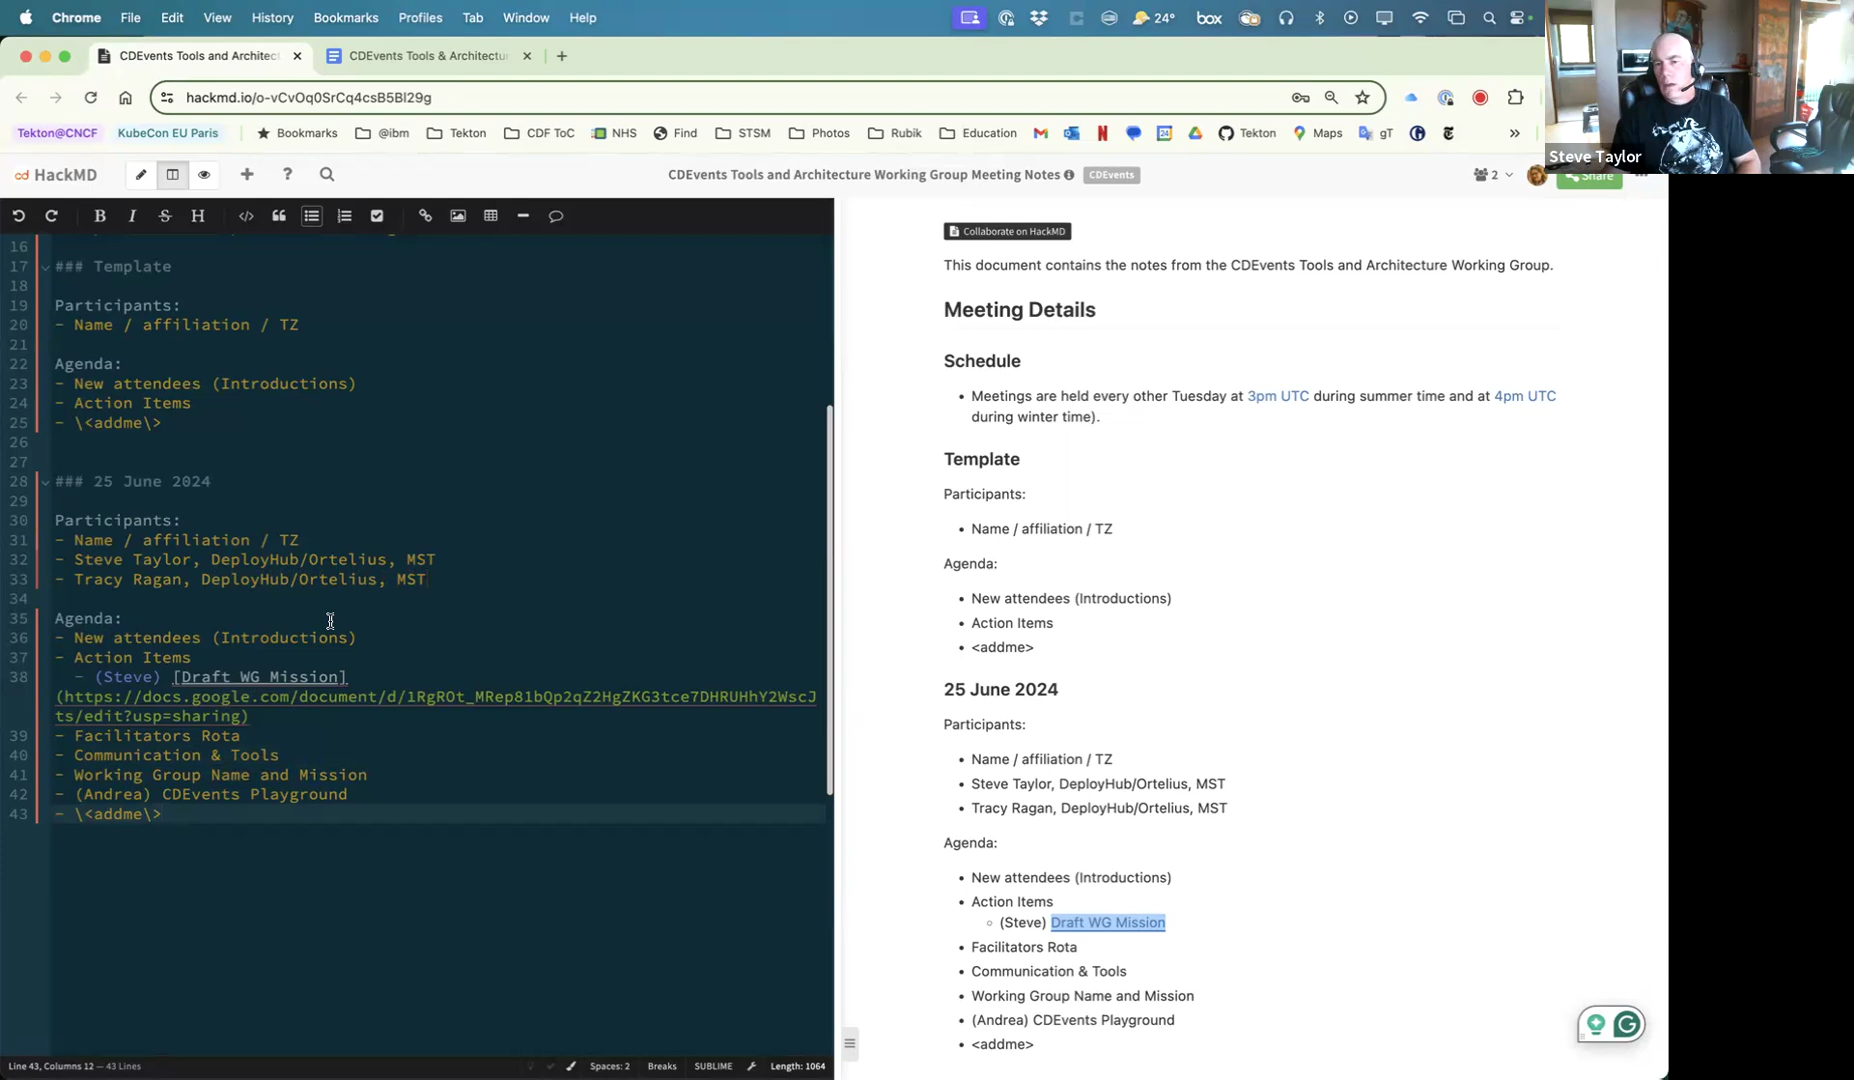 Chrome File Edit View History Bookmarks Profiles Tab Window Help 24° box
CDEvents Tools and Architect CDEvents Tools & Architectur
hackmd.io/o-vCvOq0SrCq4csB5Bl29g
Tekton@CNCF KubeCon EU Paris Bookmarks @ibm Tekton CDF ToC NHS Find STSM Photos Rubik Education Tekton Maps gT
Steve Taylor
HackMD CDEvents Tools and Architecture Working Group Meeting Notes CDEvents 2 Share
16
17 ### Template
18
19 Participants:
20 - Name / affiliation / TZ
21
22 Agenda:
23 - New attendees (Introductions)
24 - Action Items
25 - \<addme\>
26
27
28 ### 25 June 2024
29
30 Participants:
31 - Name / affiliation / TZ
32 - Steve Taylor, DeployHub/Ortelius, MST
33 - Tracy Ragan, DeployHub/Ortelius, MST
34
35 Agenda:
36 - New attendees (Introductions)
37 - Action Items
38 - (Steve) [Draft WG Mission]
(https://docs.google.com/document/d/1RgROt_MRep81bQp2qZ2HgZKG3tce7DHRUHhY2WscJ
ts/edit?usp=sharing)
39 - Facilitators Rota
40 - Communication & Tools
41 - Working Group Name and Mission
42 - (Andrea) CDEvents Playground
43 - \<addme\>
Line 43, Columns 12 — 43 Lines Spaces: 2 Breaks SUBLIME Length: 1064
Collaborate on HackMD
This document contains the notes from the CDEvents Tools and Architecture Working Group.
Meeting Details
Schedule
• Meetings are held every other Tuesday at 3pm UTC during summer time and at 4pm UTC
during winter time).
Template
Participants:
• Name / affiliation / TZ
Agenda:
• New attendees (Introductions)
• Action Items
• <addme>
25 June 2024
Participants:
• Name / affiliation / TZ
• Steve Taylor, DeployHub/Ortelius, MST
• Tracy Ragan, DeployHub/Ortelius, MST
Agenda:
• New attendees (Introductions)
• Action Items
◦ (Steve) Draft WG Mission
• Facilitators Rota
• Communication & Tools
• Working Group Name and Mission
• (Andrea) CDEvents Playground
• <addme>